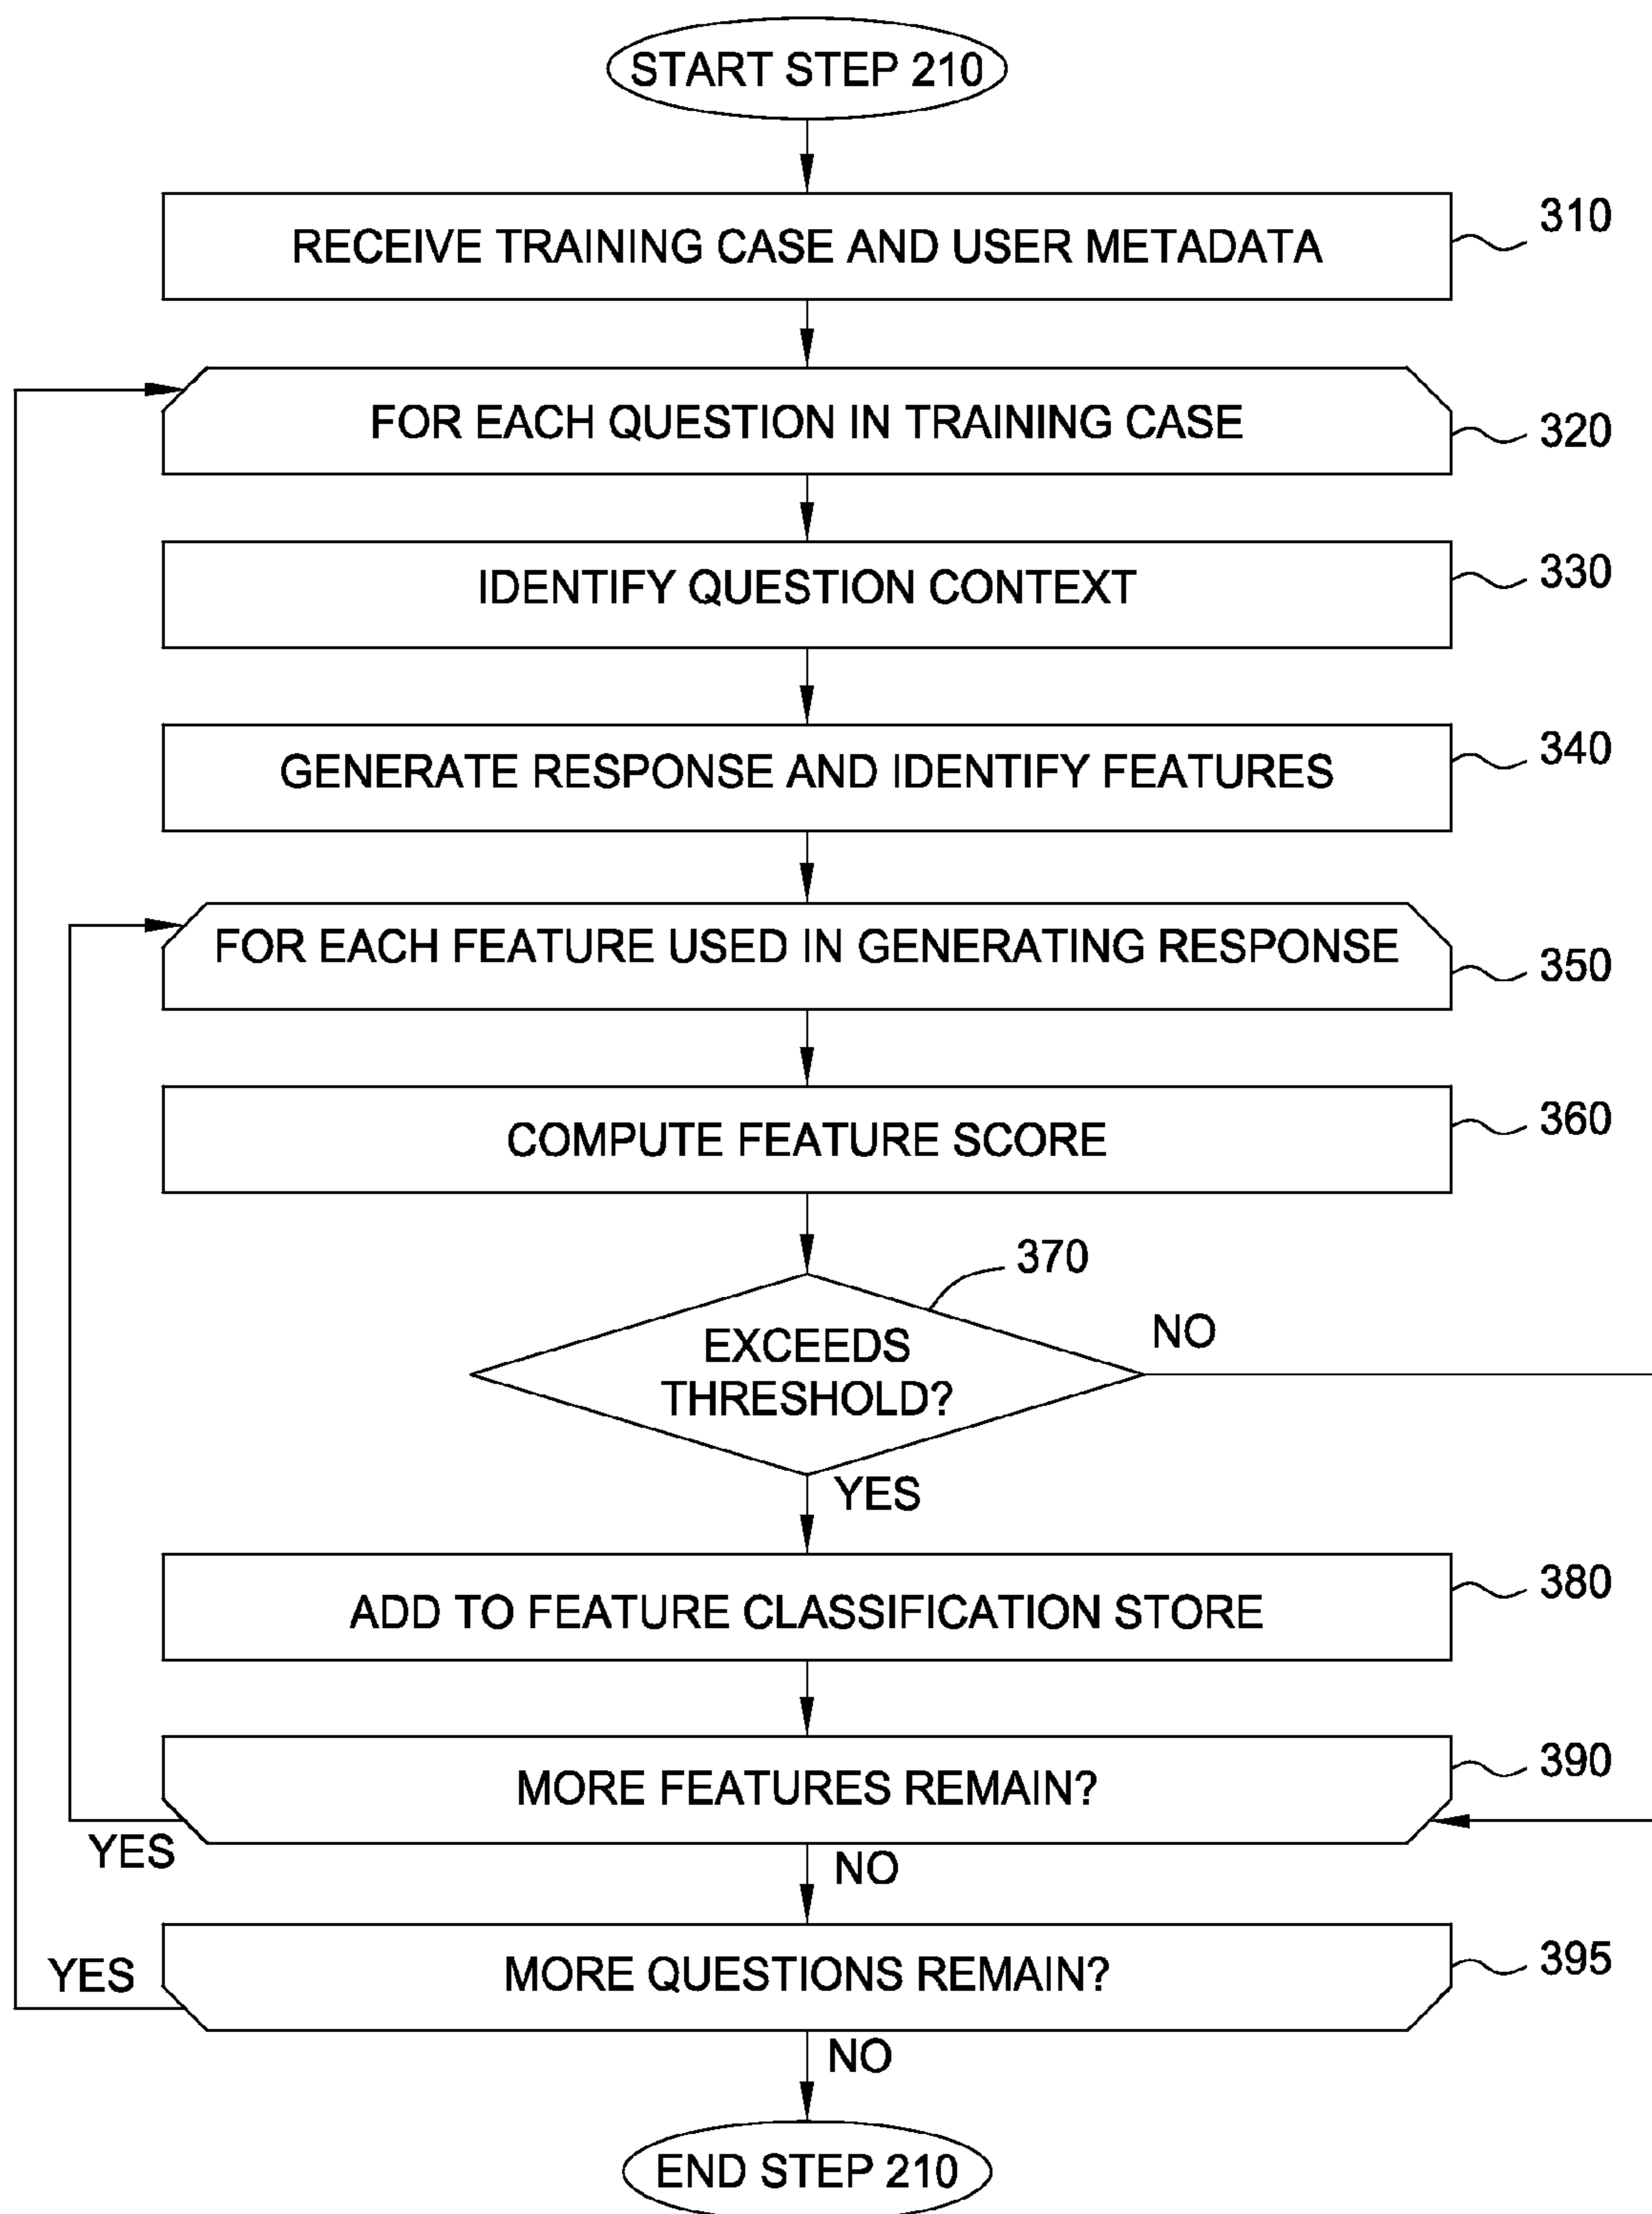 START STEP 210
RECEIVE TRAINING CASE AND USER METADATA
310
FOR EACH QUESTION IN TRAINING CASE
320
IDENTIFY QUESTION CONTEXT
330
GENERATE RESPONSE AND IDENTIFY FEATURES
340
FOR EACH FEATURE USED IN GENERATING RESPONSE
350
COMPUTE FEATURE SCORE
360
370
EXCEEDS
THRESHOLD?
NO
YES
ADD TO FEATURE CLASSIFICATION STORE
380
MORE FEATURES REMAIN?
390
YES
NO
MORE QUESTIONS REMAIN?
395
YES
NO
END STEP 210